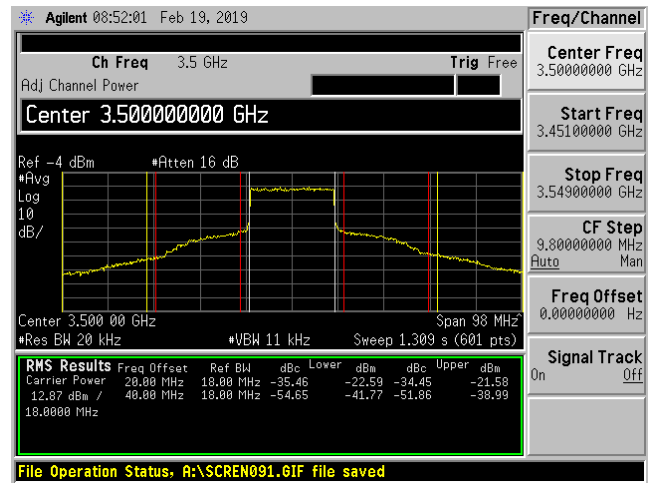 Agilent 08:52:01 Feb 19, 2019
Freq/Channel
Ch Freq 3.5 GHz Trig Free
Adj Channel Power
Center 3.500000000 GHz
Center Freq
3.50000000 GHz
Start Freq
3.45100000 GHz
Stop Freq
3.54900000 GHz
CF Step
9.80000000 MHz
Auto Man
Freq Offset
0.00000000 Hz
Signal Track
On Off
Ref -4 dBm #Atten 16 dB
#Avg
Log
10
dB/
Center 3.500 00 GHz Span 98 MHz^
#Res BW 20 kHz #VBW 11 kHz Sweep 1.309 s (601 pts)
RMS Results Freq Offset Ref BW dBc Lower dBm dBc Upper dBm
Carrier Power 20.00 MHz 18.00 MHz -35.46 -22.59 -34.45 -21.58
12.87 dBm / 40.00 MHz 18.00 MHz -54.65 -41.77 -51.86 -38.99
18.0000 MHz
File Operation Status, A:\SCREN091.GIF file saved